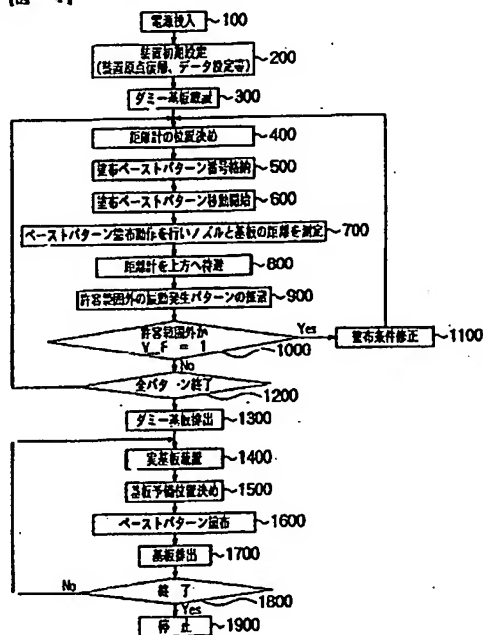 電源投入 100
装置初期設定 200
(装置原点復帰、データ設定等)
ダミー基板載置 300
距離計の位置決め 400
塗布ペーストパターン番号格納 500
塗布ペーストパターン移動開始 600
ペーストパターン塗布動作を行いノズルと基板の距離を測定 700
距離計を上方へ待避 800
許容範囲外の振動発生パターンの探索 900
許容範囲外か Yes 塗布条件修正 1100
V_F = 1 1000
No
全パターン終了 1200
ダミー基板排出 1300
実基板載置 1400
基板予備位置決め 1500
ペーストパターン塗布 1600
基板排出 1700
No 終 了 1800
Yes
停 止 1900